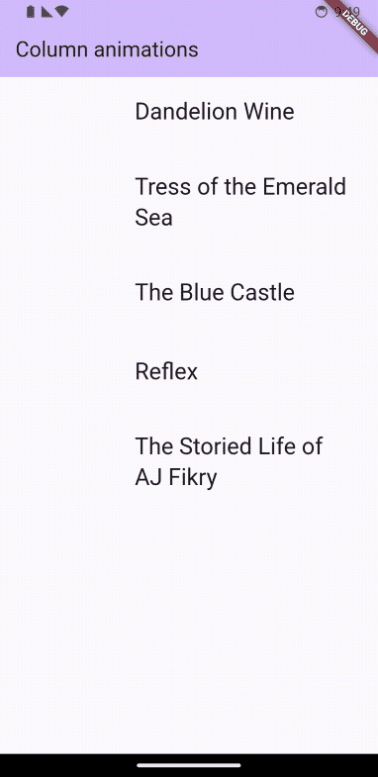 DEBUG
Column animations
Dandelion Wine
Tress of the Emerald
Sea
The Blue Castle
Reflex
The Storied Life of
AJ Fikry